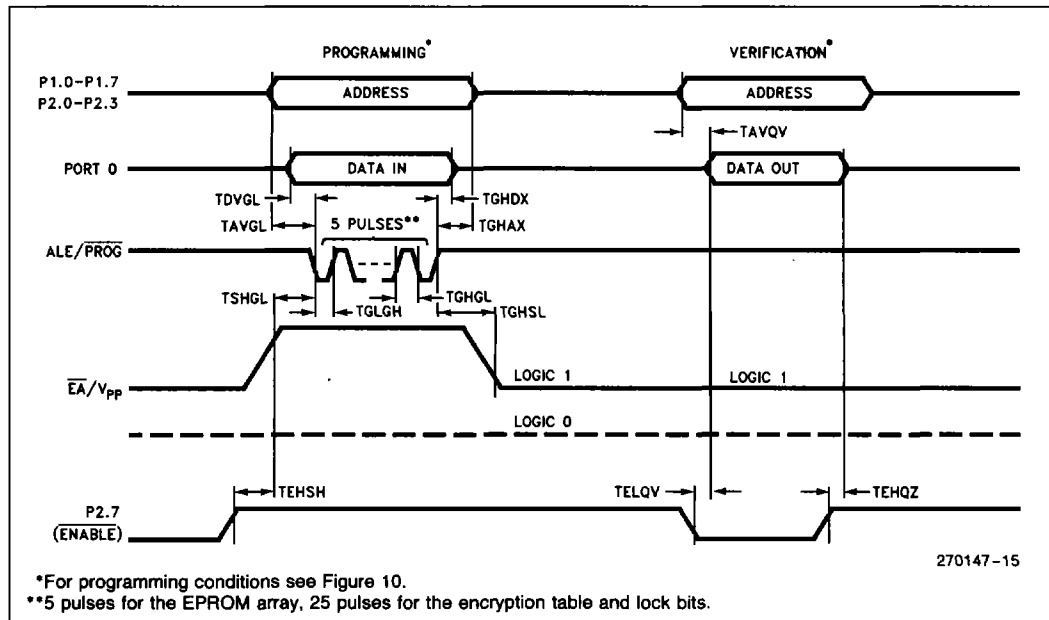 PROGRAMMING*
VERIFICATION*
P1.0–P1.7
P2.0–P2.3
ADDRESS
ADDRESS
TAVQV
PORT 0
DATA IN
DATA OUT
TDVGL
TGHDX
TAVGL
5 PULSES**
TGHAX
ALE/PROG
TSHGL
TGLGH
TGHGL
TGHSL
EA/VPP
LOGIC 1
LOGIC 1
LOGIC 0
TEHSH
TELQV
TEHQZ
P2.7
(ENABLE)
270147–15
*For programming conditions see Figure 10.
**5 pulses for the EPROM array, 25 pulses for the encryption table and lock bits.